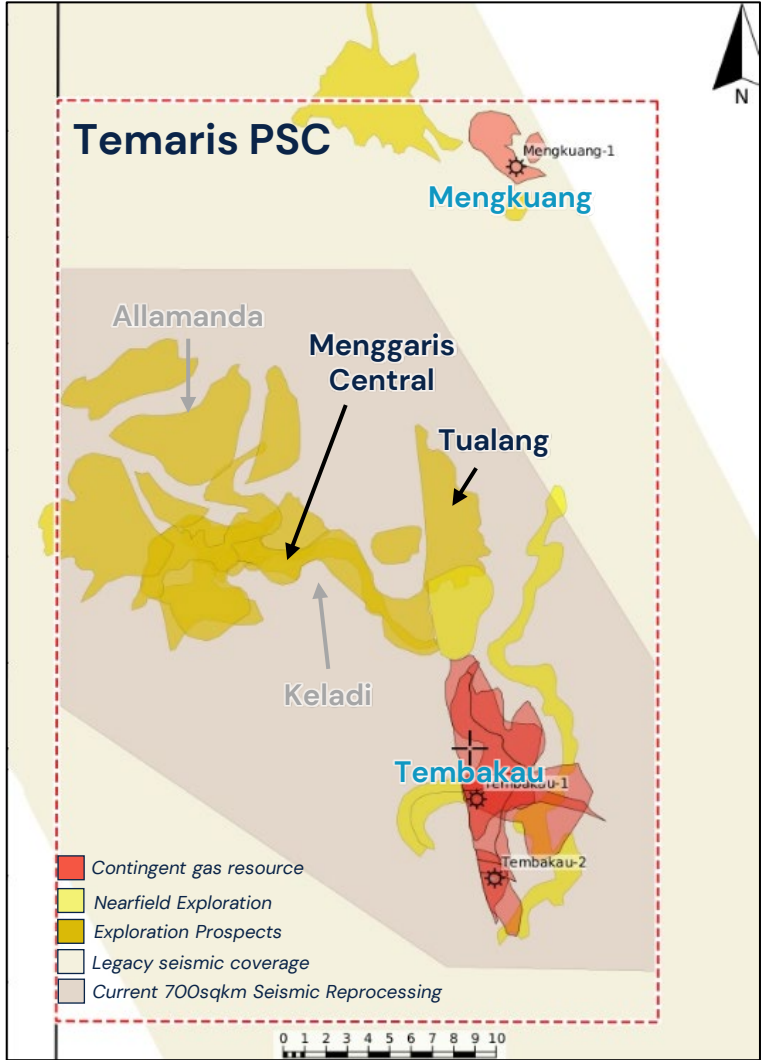 N
Temaris PSC
Mengkuang-1
Mengkuang
Allamanda
Menggaris
Central
Tualang
Keladi
Tembakau
Tembakau-1
Tembakau-2
Contingent gas resource
Nearfield Exploration
Exploration Prospects
Legacy seismic coverage
Current 700sqkm Seismic Reprocessing
0 1 2 3 4 5 6 7 8 9 10